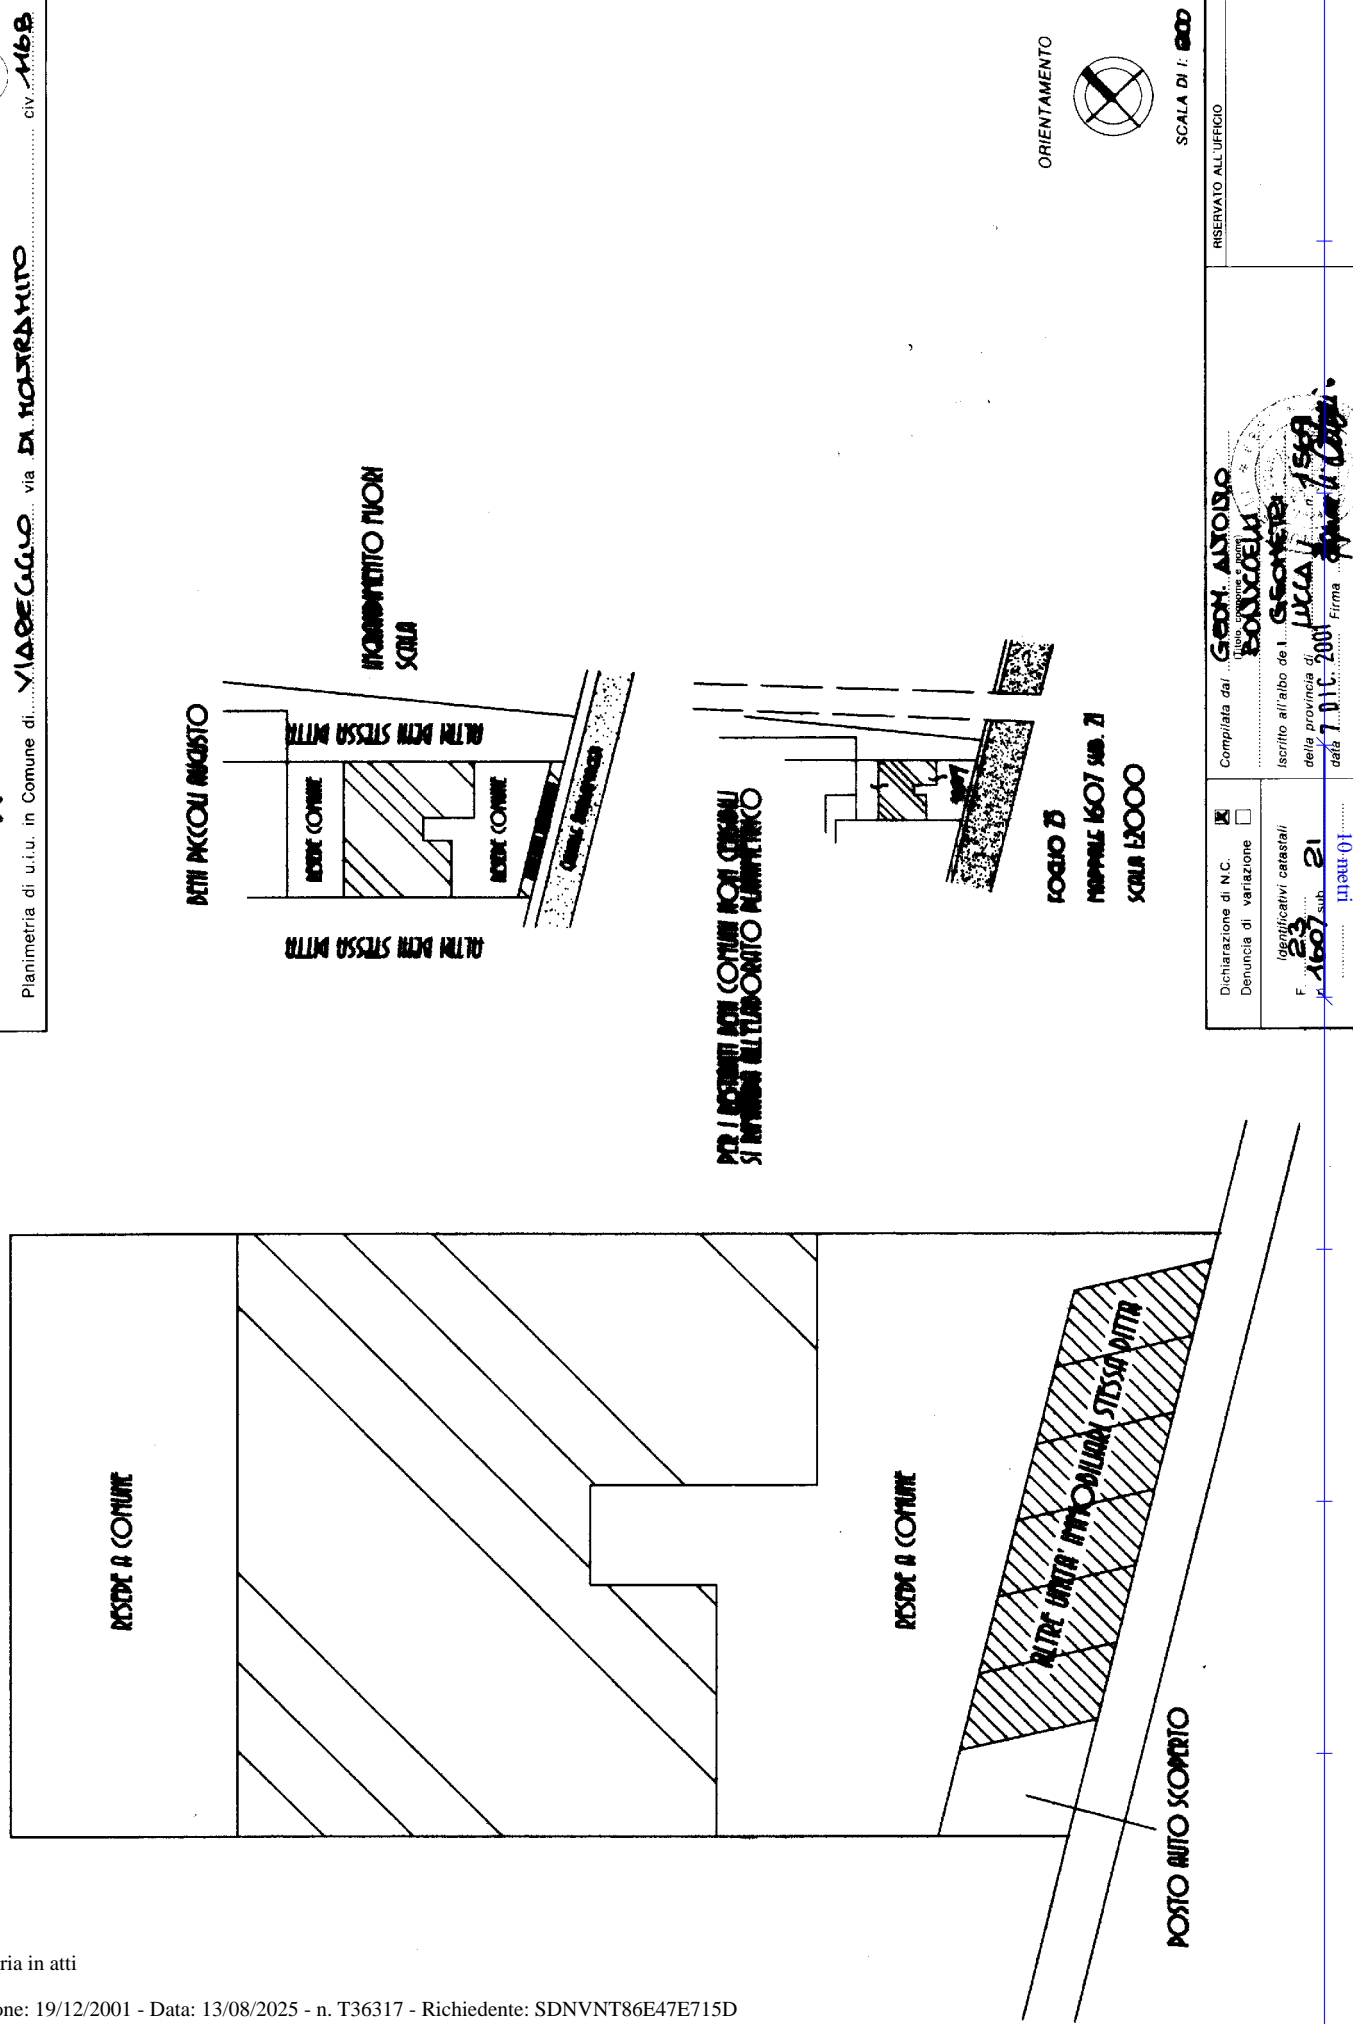 Planimetria di u.i.u. in Comune di VIAREGGIO via DI MONTRAMITO civ. 116B
ORIENTAMENTO
SCALA DI 1: 200
INGRANDIMENTO FUORI
SCALA
BENI PICCOLI AUGUSTO
ALTRI BENI STESSA DITTA
RESEDE COMUNE
RESEDE COMUNE
ALTRI BENI STESSA DITTA
PER I RESTANTI BENI COMUNI NON CENSIBILI
SI RIMANDA ALL'ELABORATO PLANIMETRICO
1607
FOGLIO 23
MAPPALE 1607 SUB. 21
SCALA 1:2000
RESEDE A COMUNE
RESEDE A COMUNE
ALTRE UNITA' IMMOBILIARI STESSA DITTA
POSTO AUTO SCOPERTO
Dichiarazione di N.C. X
Denuncia di variazione
Identificativi catastali
F. 23
n. 1607 sub. 21
Compilata dal GEOM. ANTONIO
(Titolo, cognome e nome)
BONUCCELLI
Iscritto all'albo de I GEOMETRI
della provincia di LUCCA n. 1569
data 7 DIC. 2001 Firma
RISERVATO ALL'UFFICIO
10 metri
ria in atti
one: 19/12/2001 - Data: 13/08/2025 - n. T36317 - Richiedente: SDNVNT86E47E715D